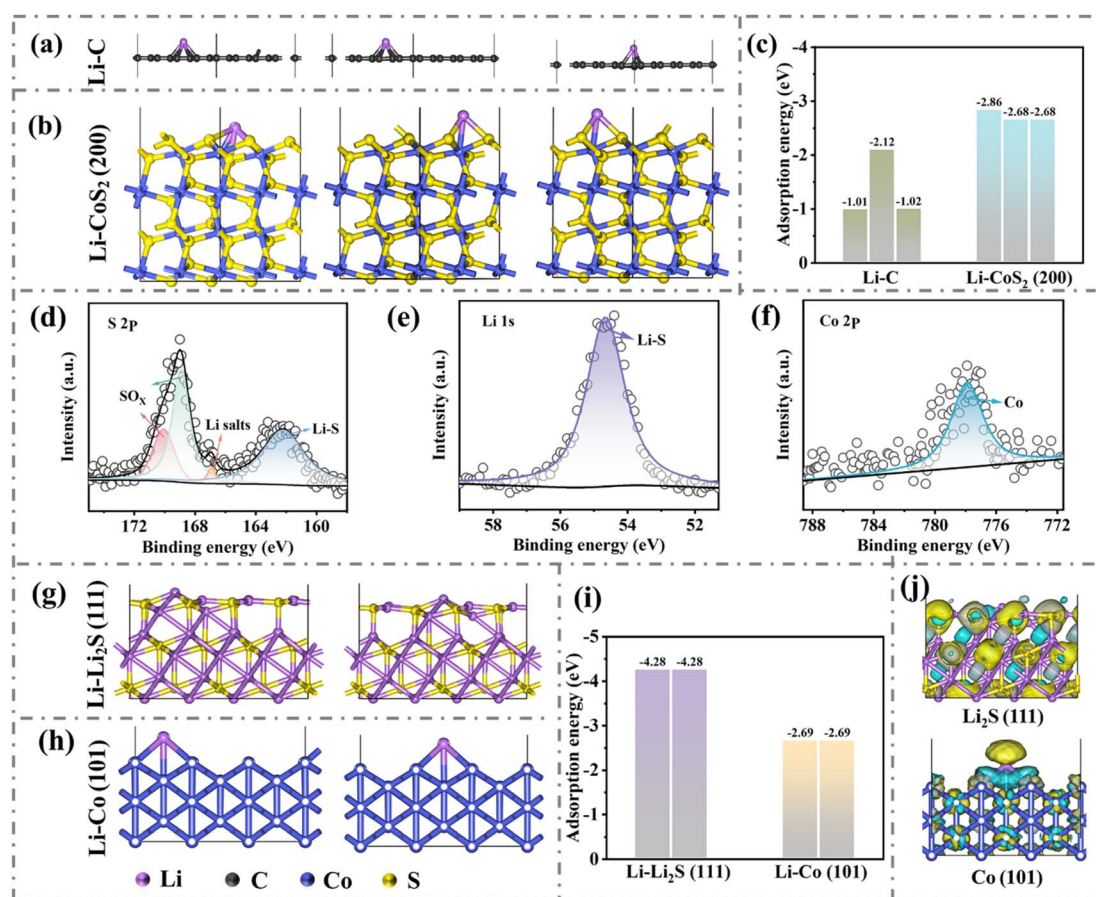 (a)
Li-C
(b)
Li-CoS2 (200)
(c)
Adsorption energy (eV)
-4
-3
-2
-1
0
-1.01
-2.12
-1.02
-2.86
-2.68
-2.68
Li-C
Li-CoS2 (200)
(d)
S 2p
SOX
Li salts
Li-S
Intensity (a.u.)
172 168 164 160
Binding energy (eV)
(e)
Li 1s
Li-S
Intensity (a.u.)
58 56 54 52
Binding energy (eV)
(f)
Co 2p
Co
Intensity (a.u.)
788 784 780 776 772
Binding energy (eV)
(g)
Li-Li2S (111)
(h)
Li-Co (101)
Li C Co S
(i)
Adsorption energy (eV)
-5
-4
-3
-2
-1
0
-4.28 -4.28
-2.69 -2.69
Li-Li2S (111)
Li-Co (101)
(j)
Li2S (111)
Co (101)